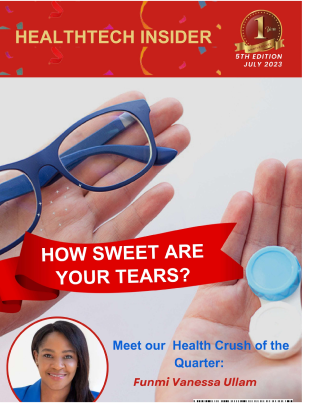 HEALTHTECH INSIDER
1
5TH EDITION
JULY 2023
HOW SWEET ARE
YOUR TEARS?
Meet our Health Crush of the
Quarter:
Funmi Vanessa Ullam